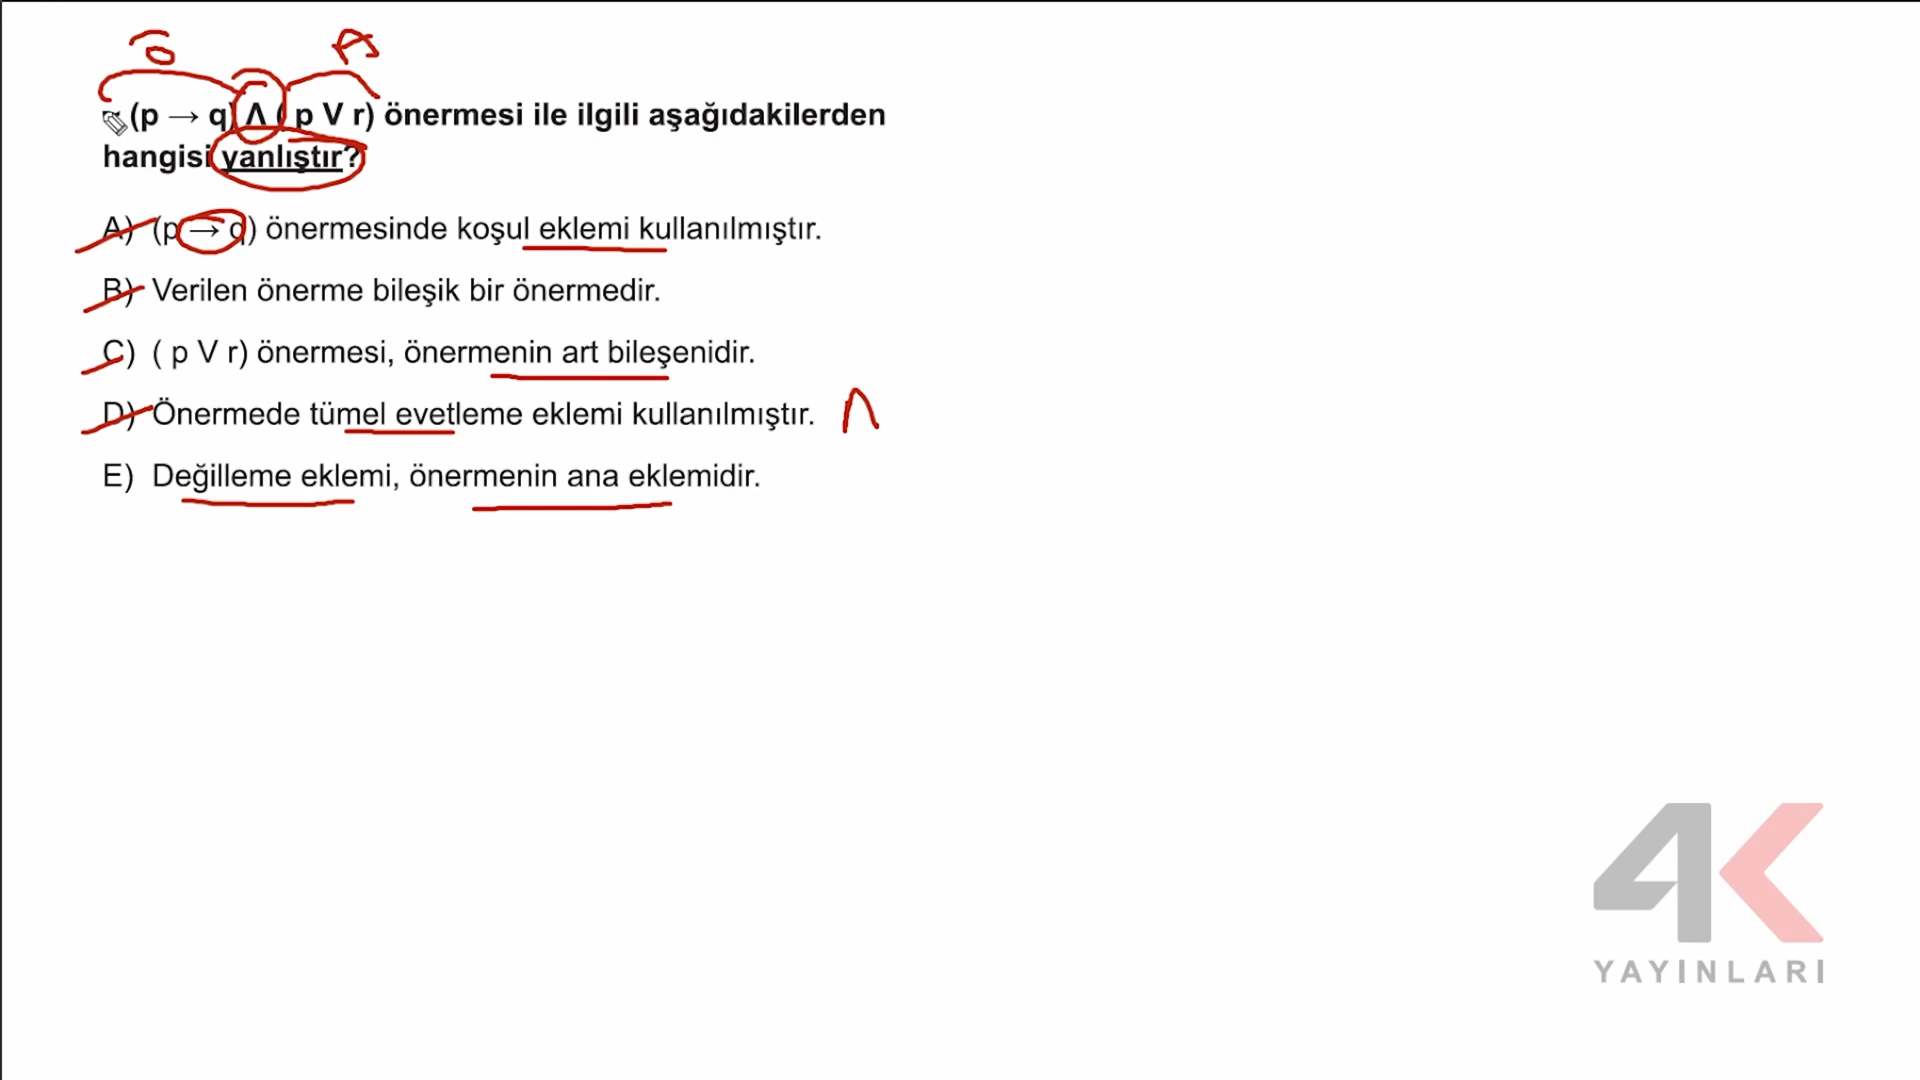 Ö A
(p → q) Λ ( p V r) önermesi ile ilgili aşağıdakilerden
hangisi yanlıştır?
A) (p → q) önermesinde koşul eklemi kullanılmıştır.
B) Verilen önerme bileşik bir önermedir.
C) ( p V r) önermesi, önermenin art bileşenidir.
D) Önermede tümel evetleme eklemi kullanılmıştır. Λ
E) Değilleme eklemi, önermenin ana eklemidir.
4K
YAYINLARI